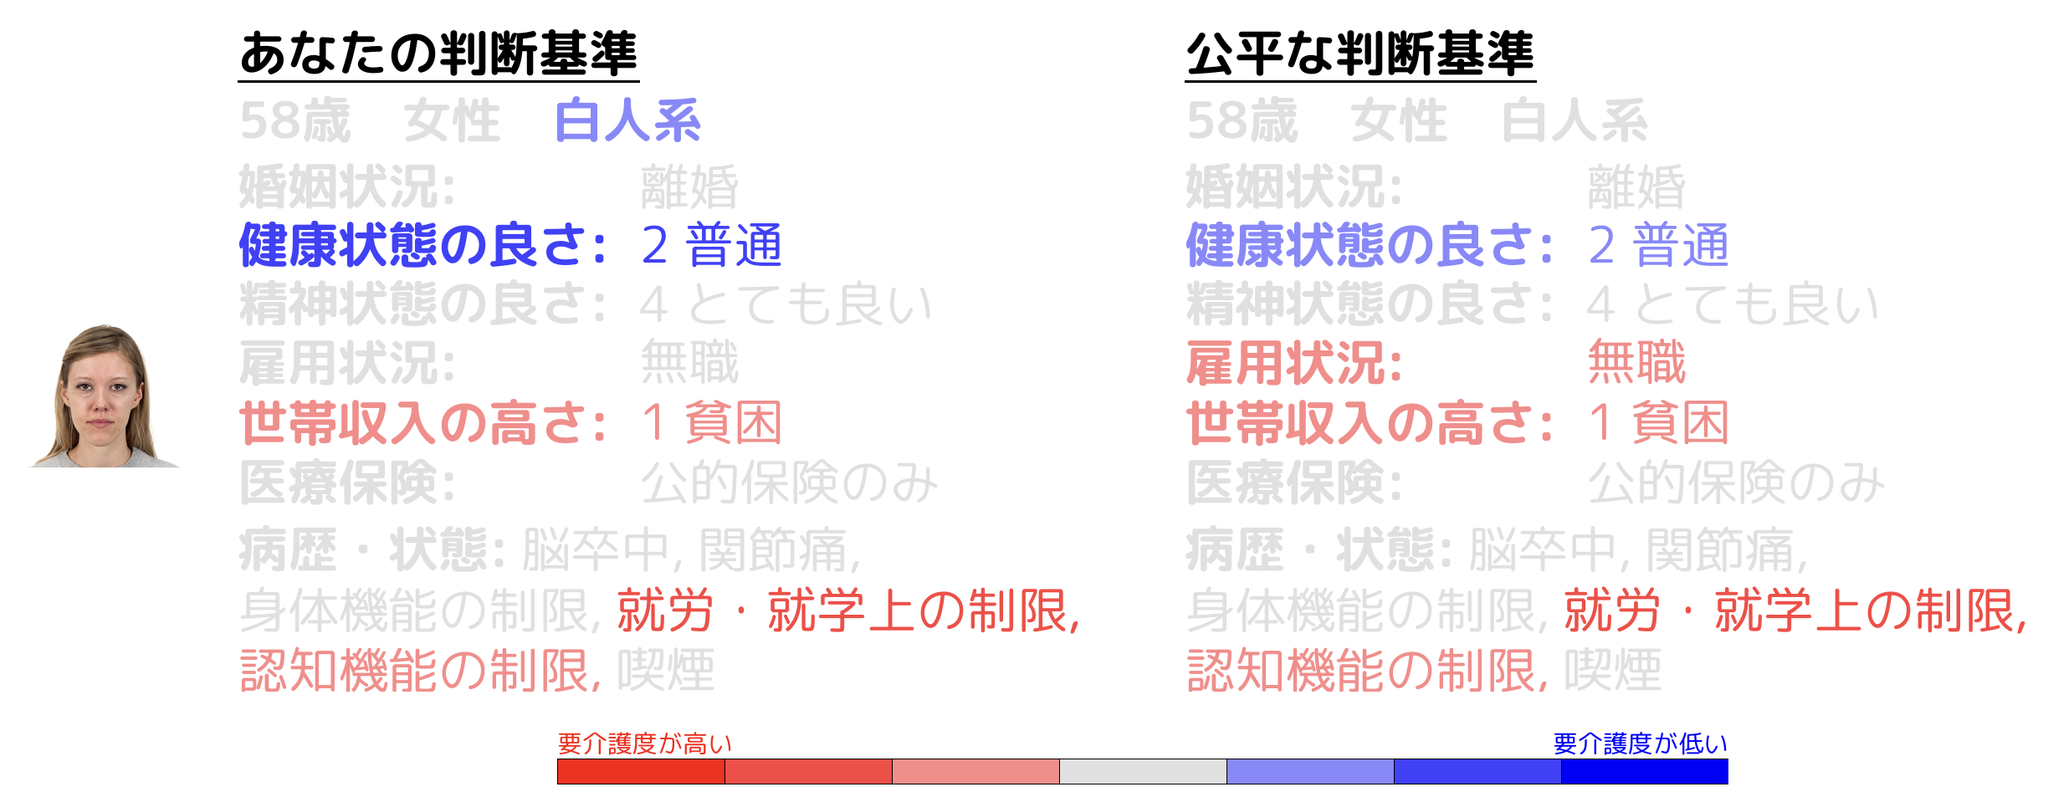 あなたの判断基準
58歳 女性 白人系
婚姻状況: 離婚
健康状態の良さ: 2 普通
精神状態の良さ: 4 とても良い
雇用状況: 無職
世帯収入の高さ: 1 貧困
医療保険: 公的保険のみ
病歴・状態: 脳卒中, 関節痛,
身体機能の制限, 就労・就学上の制限,
認知機能の制限, 喫煙
公平な判断基準
58歳 女性 白人系
婚姻状況: 離婚
健康状態の良さ: 2 普通
精神状態の良さ: 4 とても良い
雇用状況: 無職
世帯収入の高さ: 1 貧困
医療保険: 公的保険のみ
病歴・状態: 脳卒中, 関節痛,
身体機能の制限, 就労・就学上の制限,
認知機能の制限, 喫煙
要介護度が高い
要介護度が低い